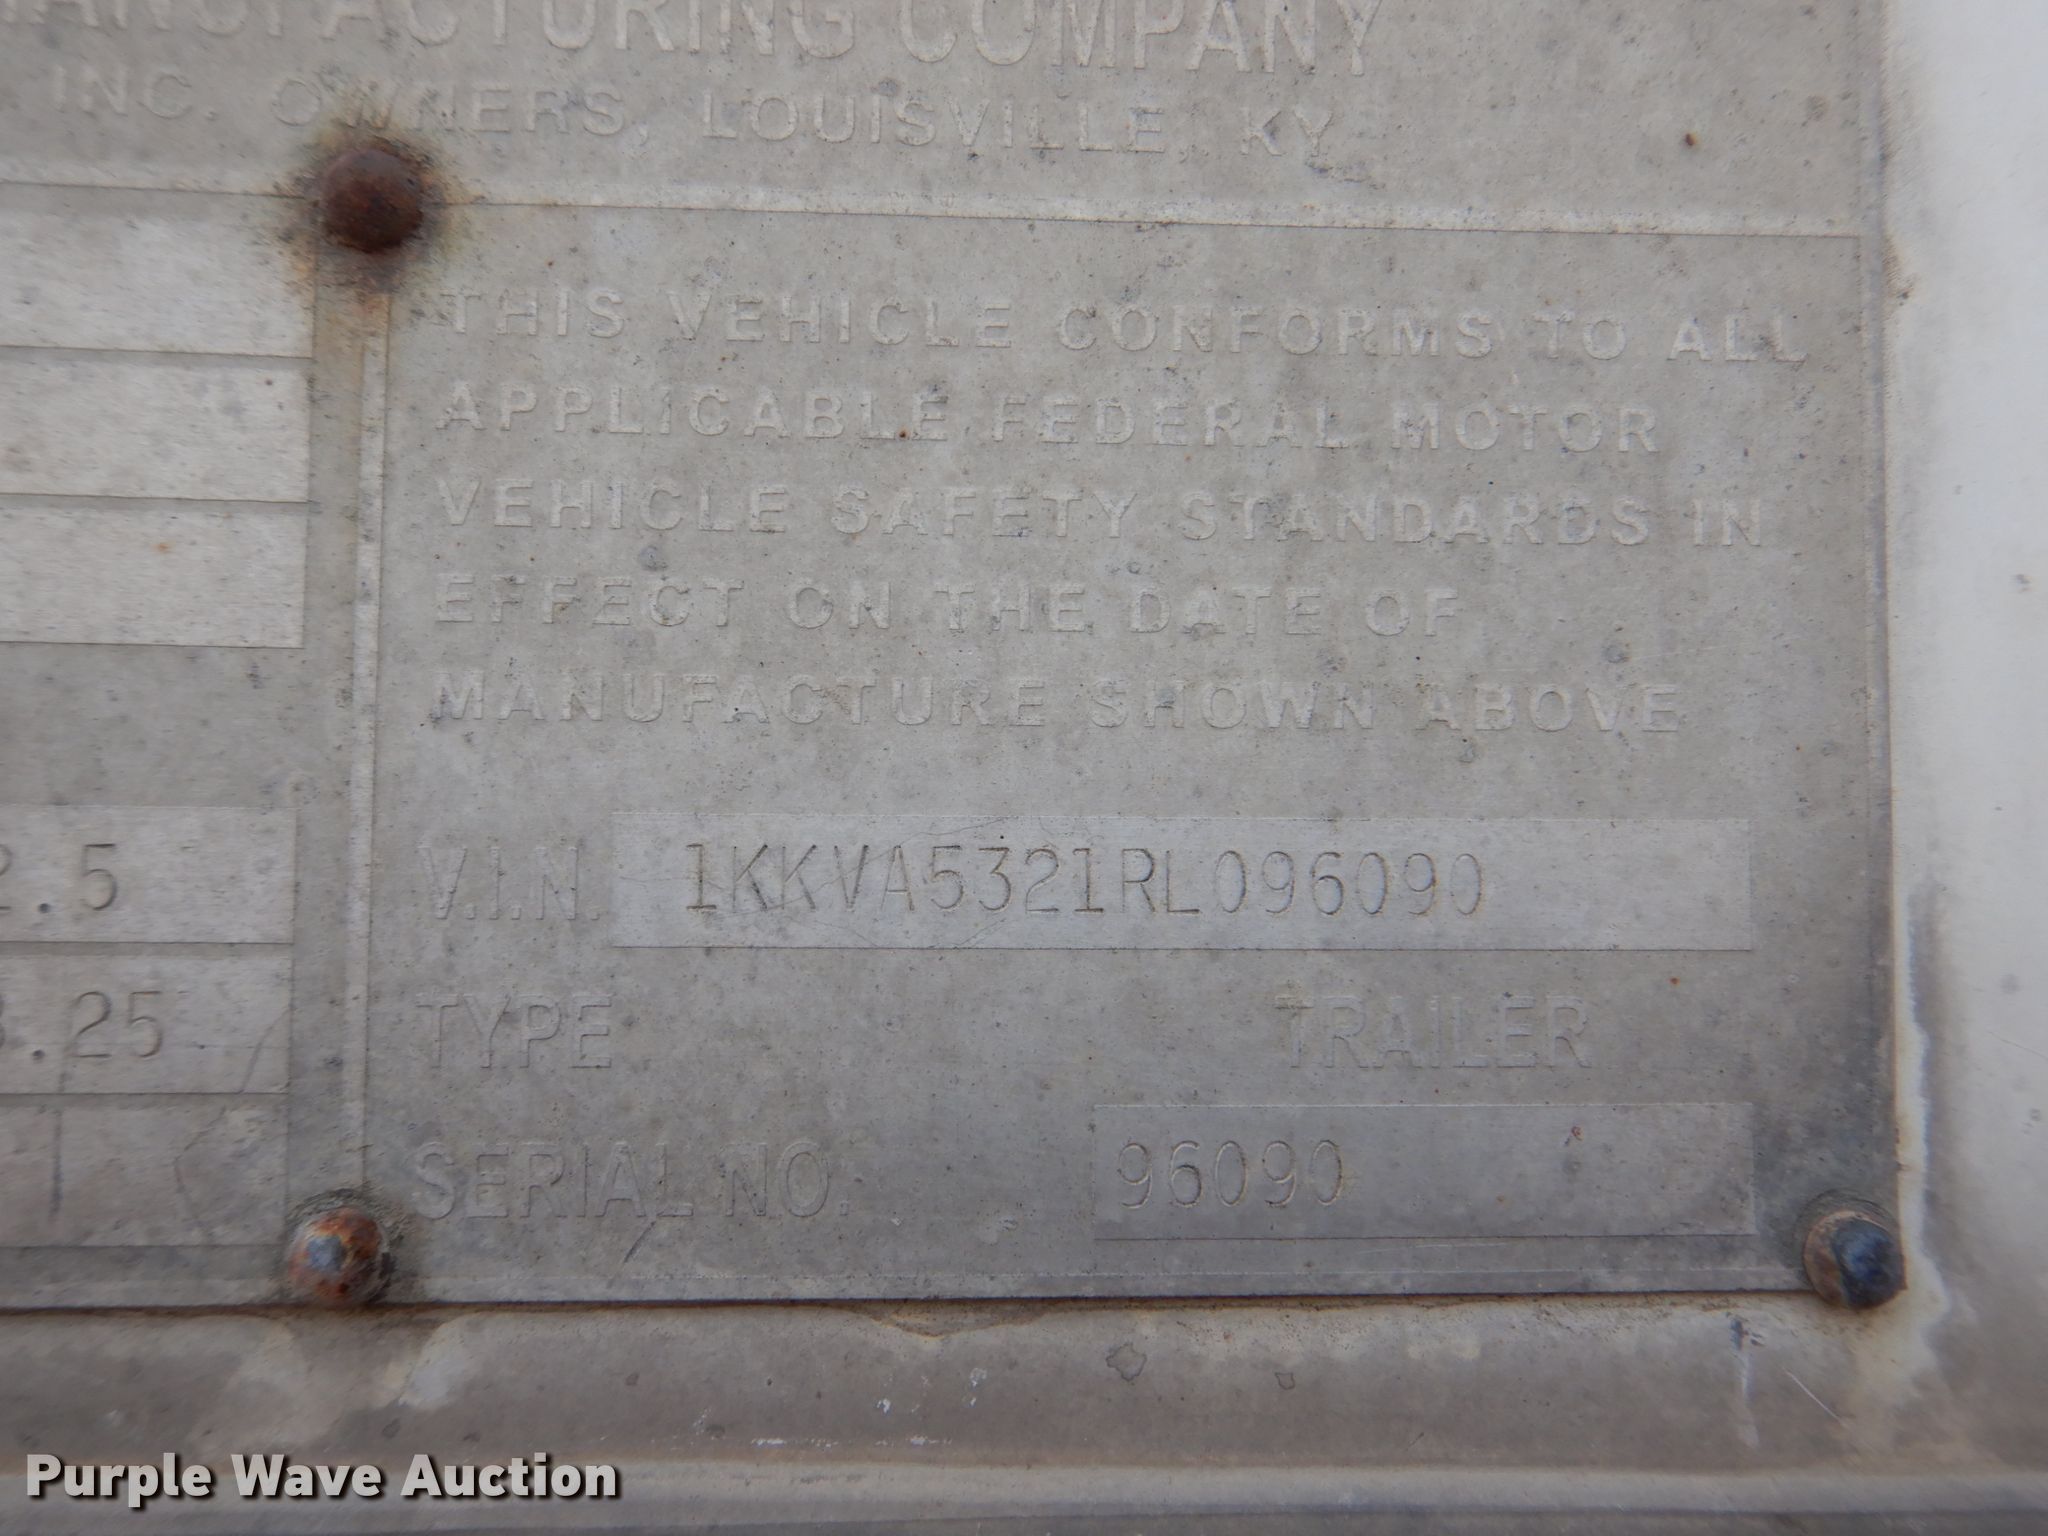 MANUFACTURING COMPANY
INC. OWNERS, LOUISVILLE, KY
THIS VEHICLE CONFORMS TO ALL
APPLICABLE FEDERAL MOTOR
VEHICLE SAFETY STANDARDS IN
EFFECT ON THE DATE OF
MANUFACTURE SHOWN ABOVE
2.5
V.I.N. 1KKVA5321RL096090
8.25
TYPE TRAILER
SERIAL NO. 96090
Purple Wave Auction